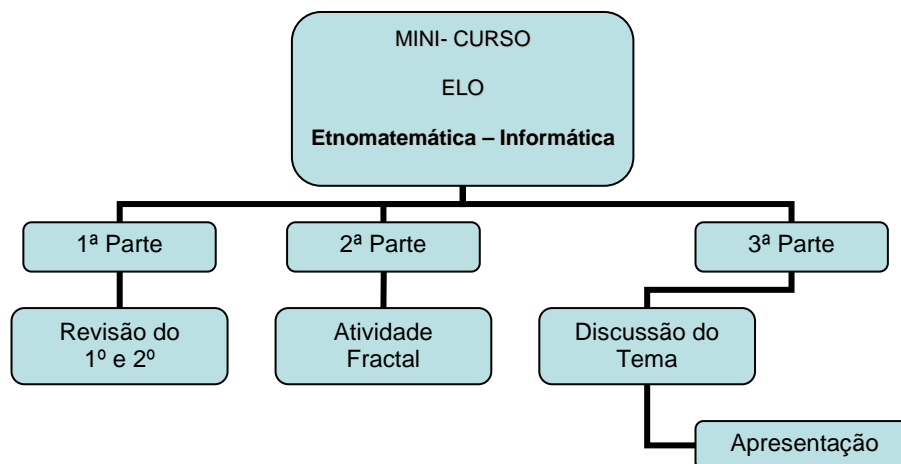 MINI- CURSO
ELO
Etnomatemática – Informática
1ª Parte
2ª Parte
3ª Parte
Revisão do
1º e 2º
Atividade
Fractal
Discussão do
Tema
Apresentação